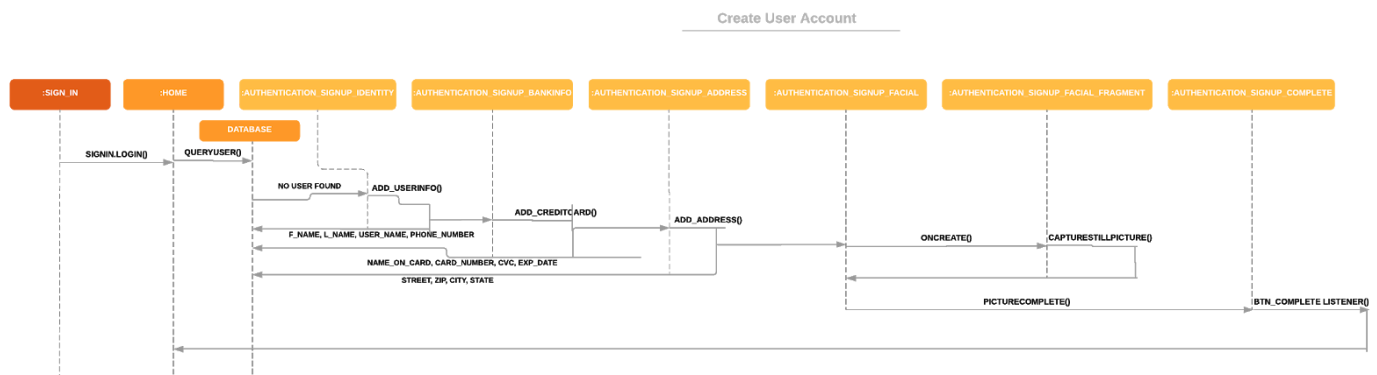 Create User Account
:SIGN_IN
:HOME
:AUTHENTICATION_SIGNUP_IDENTITY
:AUTHENTICATION_SIGNUP_BANKINFO
:AUTHENTICATION_SIGNUP_ADDRESS
:AUTHENTICATION_SIGNUP_FACIAL
:AUTHENTICATION_SIGNUP_FACIAL_FRAGMENT
:AUTHENTICATION_SIGNUP_COMPLETE
DATABASE
SIGNIN.LOGIN()
QUERYUSER()
NO USER FOUND
ADD_USERINFO()
ADD_CREDITCARD()
ADD_ADDRESS()
F_NAME, L_NAME, USER_NAME, PHONE_NUMBER
ONCREATE()
CAPTURESTILLPICTURE()
NAME_ON_CARD, CARD_NUMBER, CVC, EXP_DATE
STREET, ZIP, CITY, STATE
PICTURECOMPLETE()
BTN_COMPLETE LISTENER()